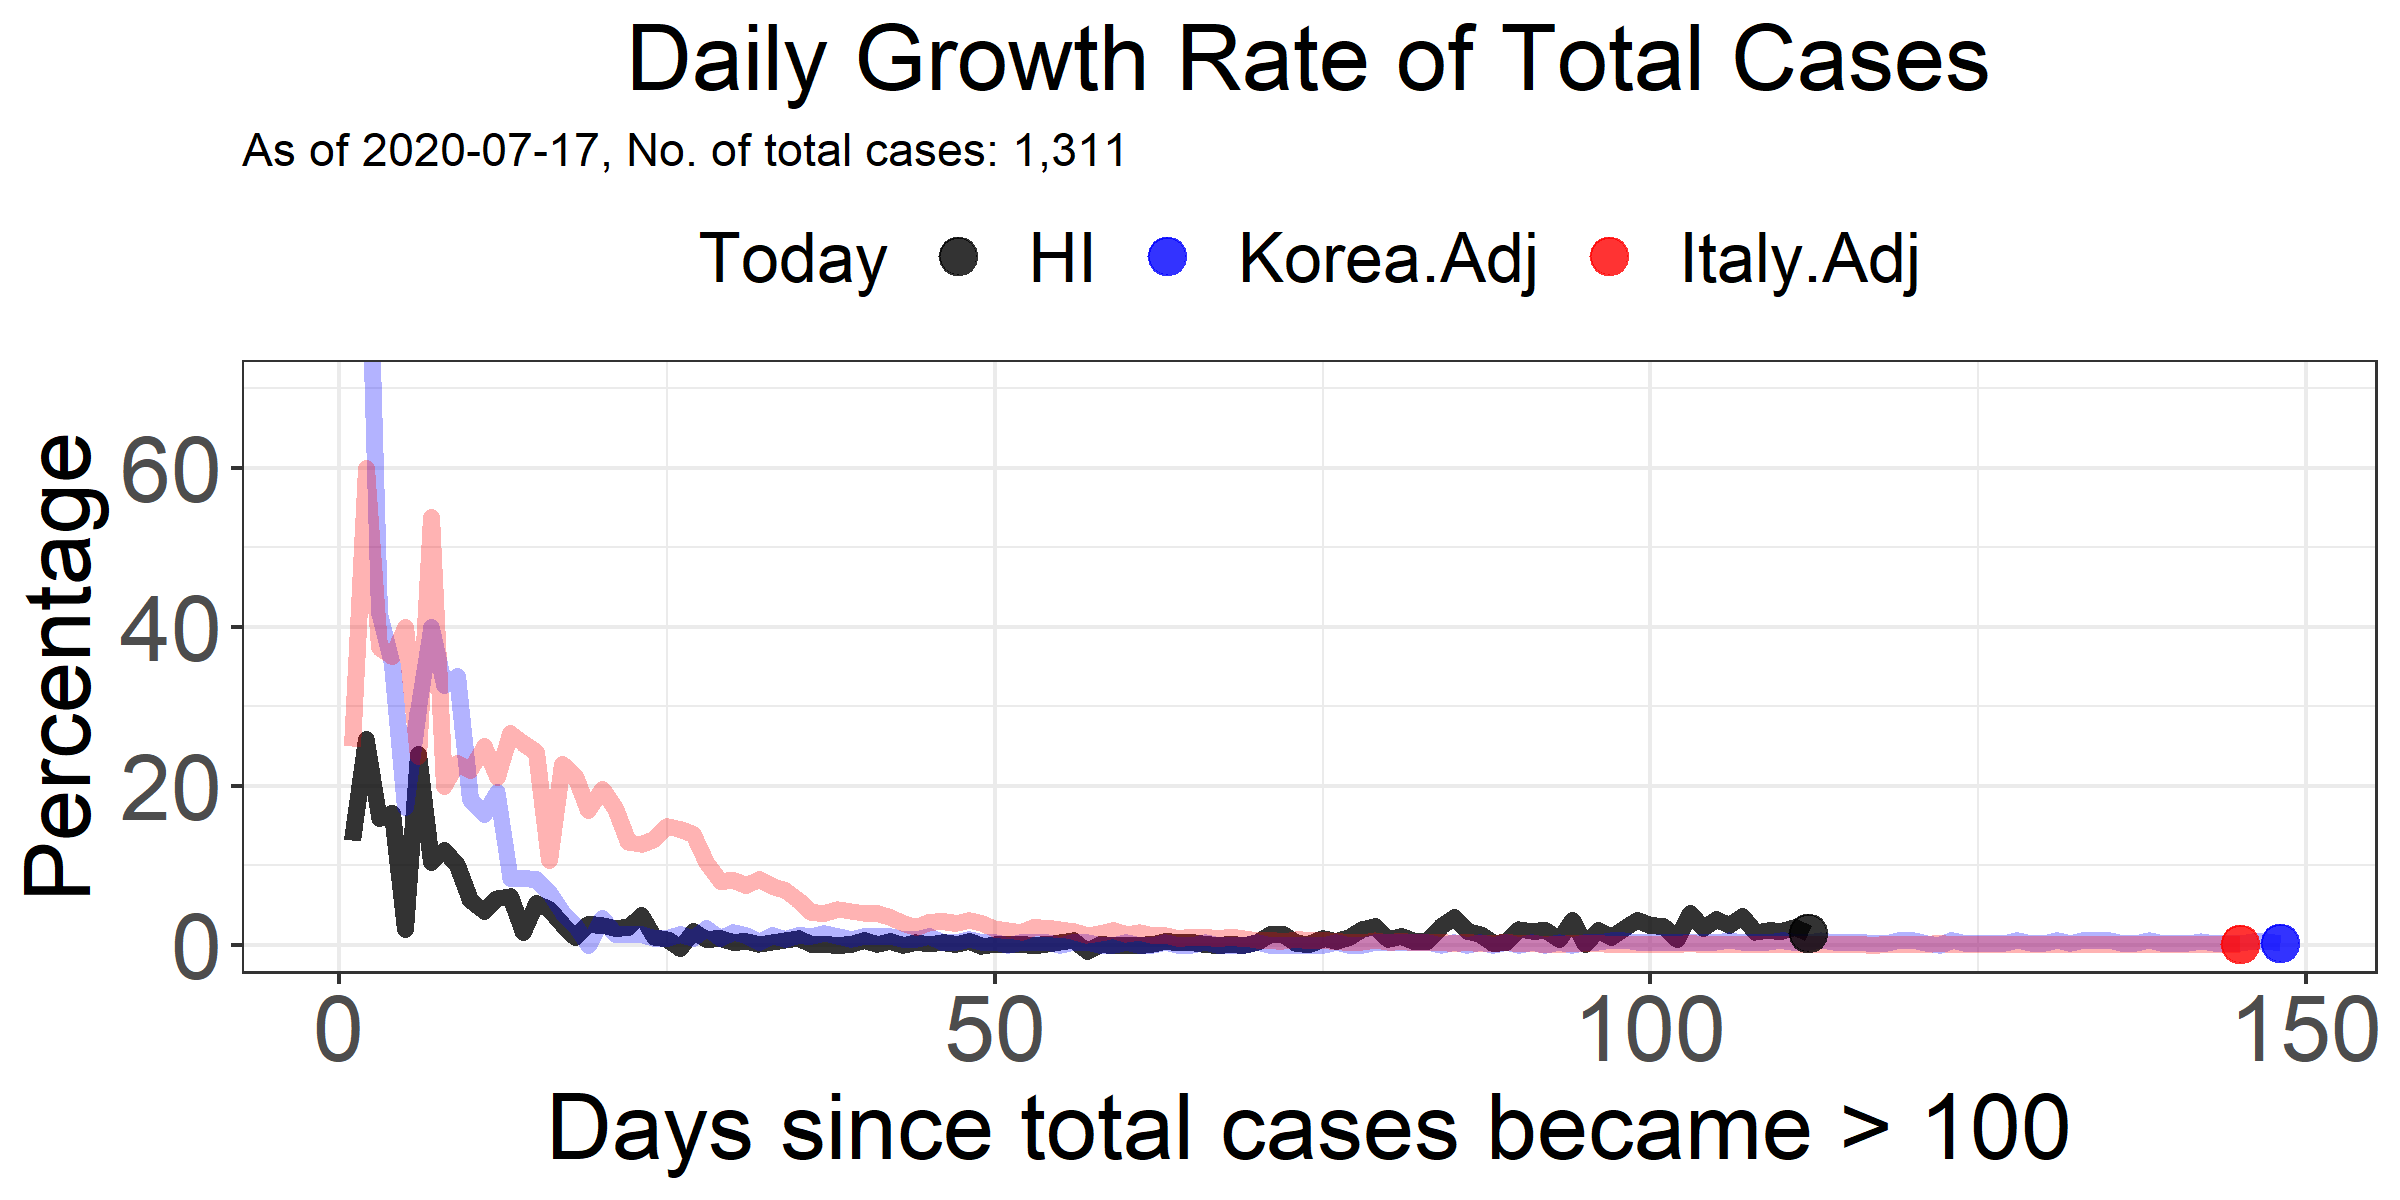 Daily Growth Rate of Total Cases
As of 2020-07-17, No. of total cases: 1,311
Today HI Korea.Adj Italy.Adj
Percentage
60
40
20
0
0 50 100 150
Days since total cases became > 100